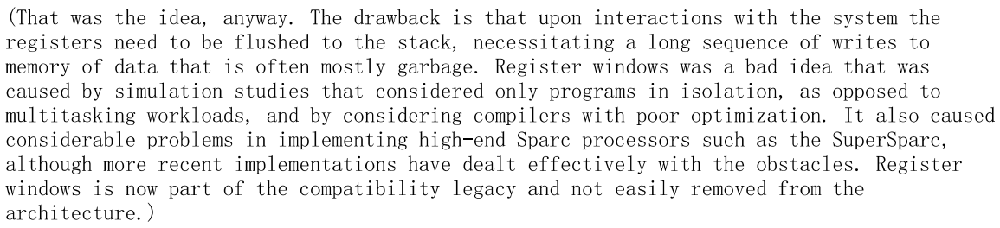 (That was the idea, anyway. The drawback is that upon interactions with the system the
registers need to be flushed to the stack, necessitating a long sequence of writes to
memory of data that is often mostly garbage. Register windows was a bad idea that was
caused by simulation studies that considered only programs in isolation, as opposed to
multitasking workloads, and by considering compilers with poor optimization. It also caused
considerable problems in implementing high-end Sparc processors such as the SuperSparc,
although more recent implementations have dealt effectively with the obstacles. Register
windows is now part of the compatibility legacy and not easily removed from the
architecture.)